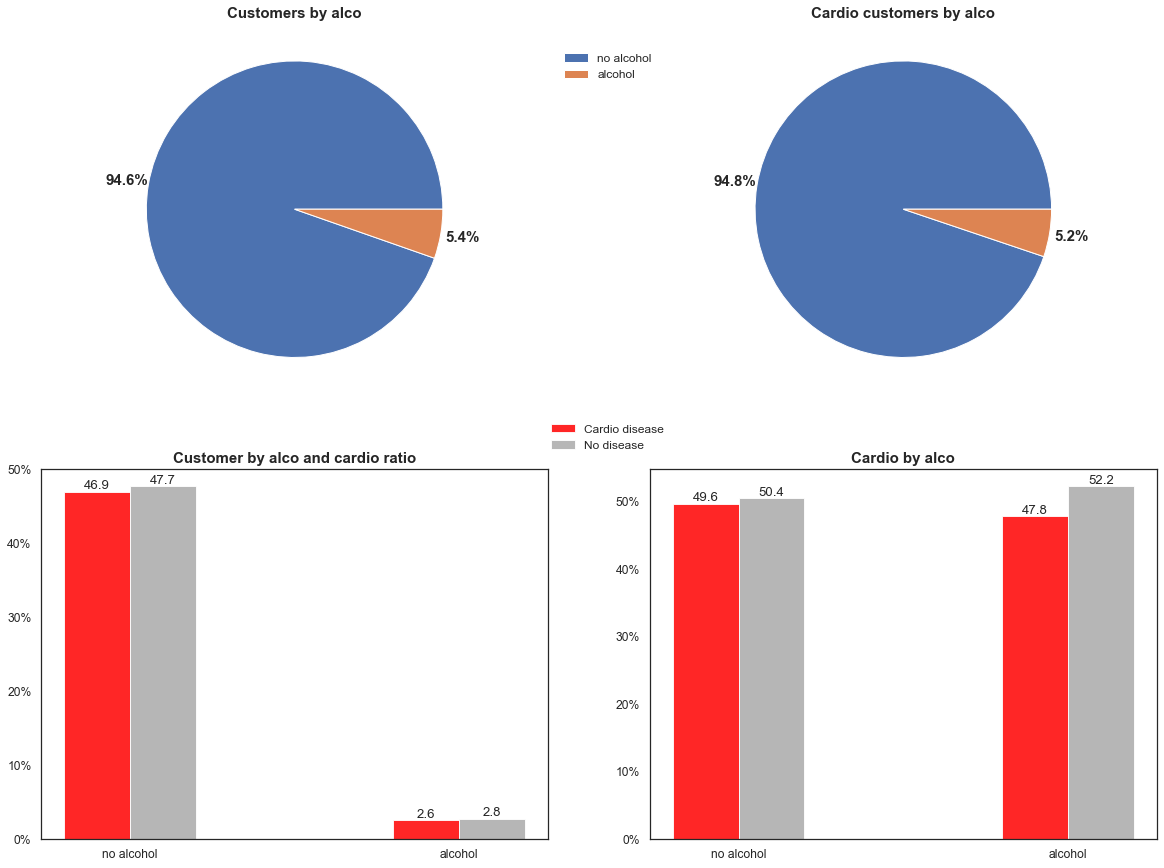 Customers by alco
Cardio customers by alco
no alcohol
alcohol
94.6%
5.4%
94.8%
5.2%
Cardio disease
No disease
Customer by alco and cardio ratio
50%
40%
30%
20%
10%
0%
46.9
47.7
2.6
2.8
no alcohol
alcohol
Cardio by alco
50%
40%
30%
20%
10%
0%
49.6
50.4
47.8
52.2
no alcohol
alcohol